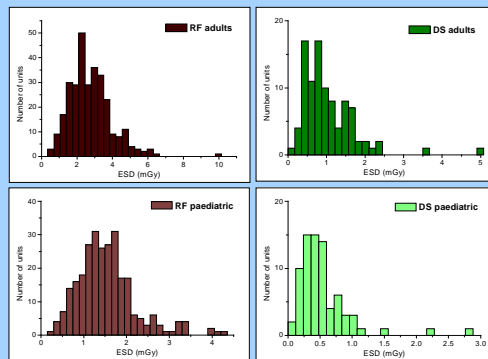 RF adults
Number of units
50
40
30
20
10
0
0 2 4 6 8 10
ESD (mGy)
DS adults
Number of units
20
15
10
5
0
0 1 2 3 4 5
ESD (mGy)
RF paediatric
Number of units
40
30
20
10
0
0 1 2 3 4
ESD (mGy)
DS paediatric
Number of units
30
20
10
0
0.0 0.5 1.0 1.5 2.0 2.5 3.0
ESD (mGy)